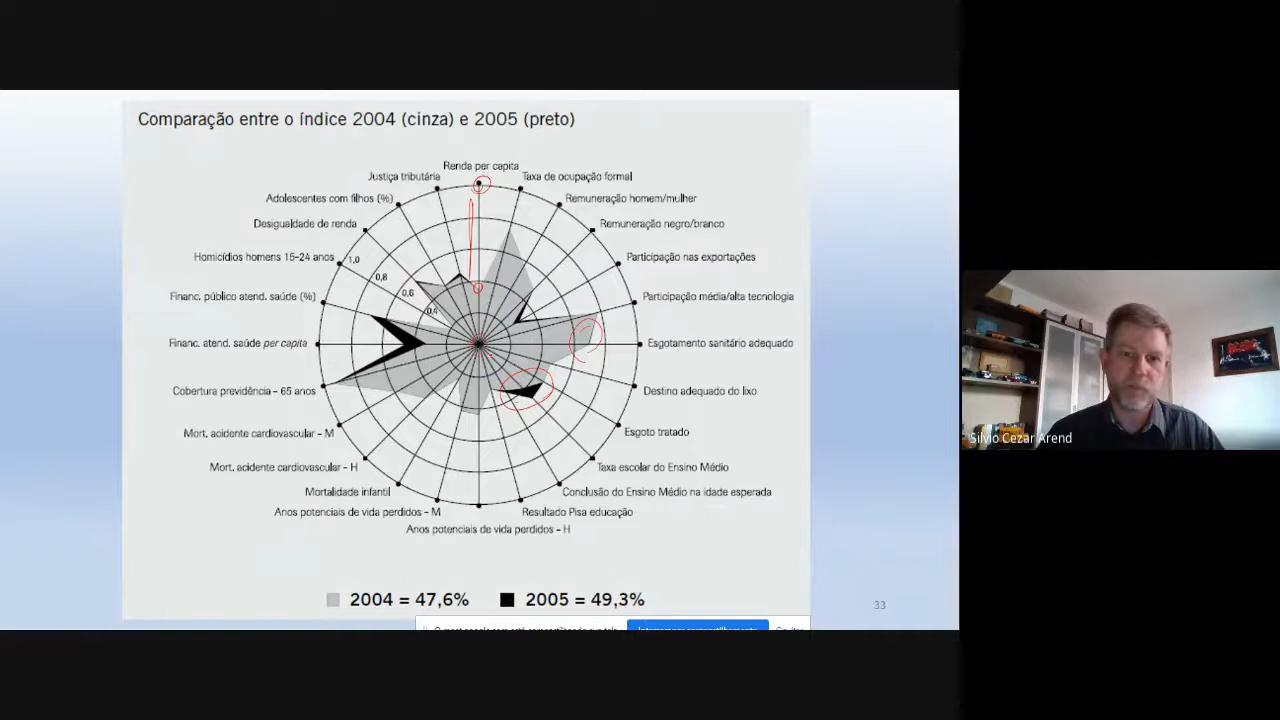 Comparação entre o índice 2004 (cinza) e 2005 (preto)
Renda per capita
Justiça tributária
Taxa de ocupação formal
Adolescentes com filhos (%)
Remuneração homem/mulher
Desigualdade de renda
Remuneração negro/branco
Homicídios homens 15-24 anos
1,0
Participação nas exportações
0,8
0,6
Financ. público atend. saúde (%)
Participação média/alta tecnologia
0,4
Financ. atend. saúde per capita
Esgotamento sanitário adequado
Cobertura previdência – 65 anos
Destino adequado do lixo
Mort. acidente cardiovascular – M
Esgoto tratado
Mort. acidente cardiovascular – H
Taxa escolar do Ensino Médio
Mortalidade infantil
Conclusão do Ensino Médio na idade esperada
Anos potenciais de vida perdidos – M
Resultado Pisa educação
Anos potenciais de vida perdidos – H
2004 = 47,6%
2005 = 49,3%
33
Silvio Cezar Arend